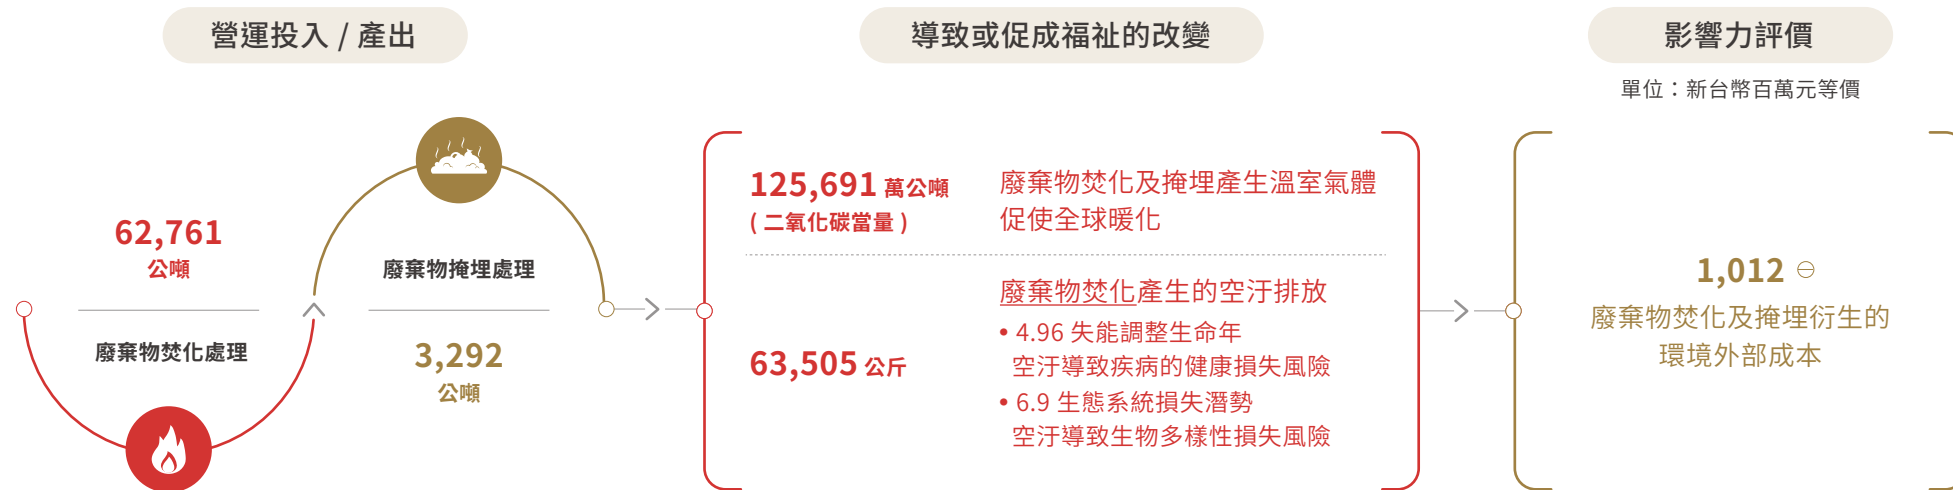 營運投入 / 產出
62,761
公噸
廢棄物焚化處理
廢棄物掩埋處理
3,292
公噸
導致或促成福祉的改變
125,691 萬公噸
( 二氧化碳當量 )
廢棄物焚化及掩埋產生溫室氣體
促使全球暖化
63,505 公斤
廢棄物焚化產生的空汙排放
• 4.96 失能調整生命年
空汙導致疾病的健康損失風險
• 6.9 生態系統損失潛勢
空汙導致生物多樣性損失風險
影響力評價
單位：新台幣百萬元等價
1,012 ⊖
廢棄物焚化及掩埋衍生的
環境外部成本